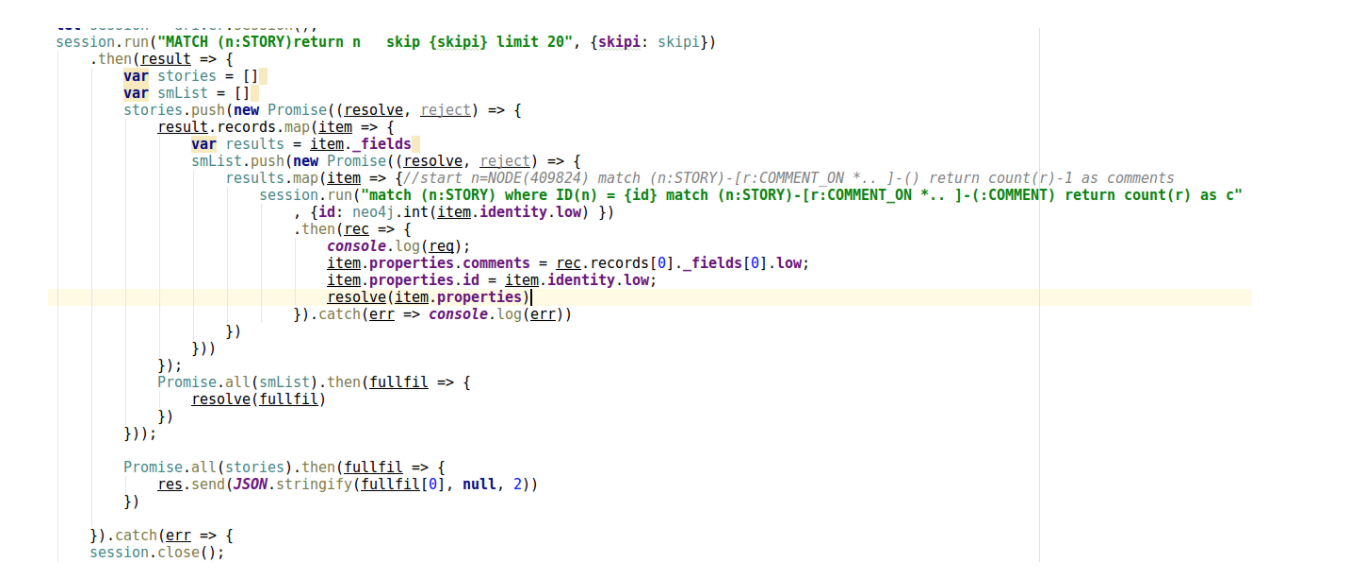 let session = driver.session();
session.run("MATCH (n:STORY)return n   skip {skipi} limit 20", {skipi: skipi})
    .then(result => {
        var stories = []
        var smList = []
        stories.push(new Promise((resolve, reject) => {
            result.records.map(item => {
                var results = item._fields
                smList.push(new Promise((resolve, reject) => {
                    results.map(item => {//start n=NODE(409824) match (n:STORY)-[r:COMMENT_ON *.. ]-() return count(r)-1 as comments
                        session.run("match (n:STORY) where ID(n) = {id} match (n:STORY)-[r:COMMENT_ON *.. ]-(:COMMENT) return count(r) as c"
                            , {id: neo4j.int(item.identity.low) })
                            .then(rec => {
                                console.log(req);
                                item.properties.comments = rec.records[0]._fields[0].low;
                                item.properties.id = item.identity.low;
                                resolve(item.properties)
                            }).catch(err => console.log(err))
                    })
                }))
            });
            Promise.all(smList).then(fullfil => {
                resolve(fullfil)
            })
        }));

        Promise.all(stories).then(fullfil => {
            res.send(JSON.stringify(fullfil[0], null, 2))
        })

    }).catch(err => {
    session.close();